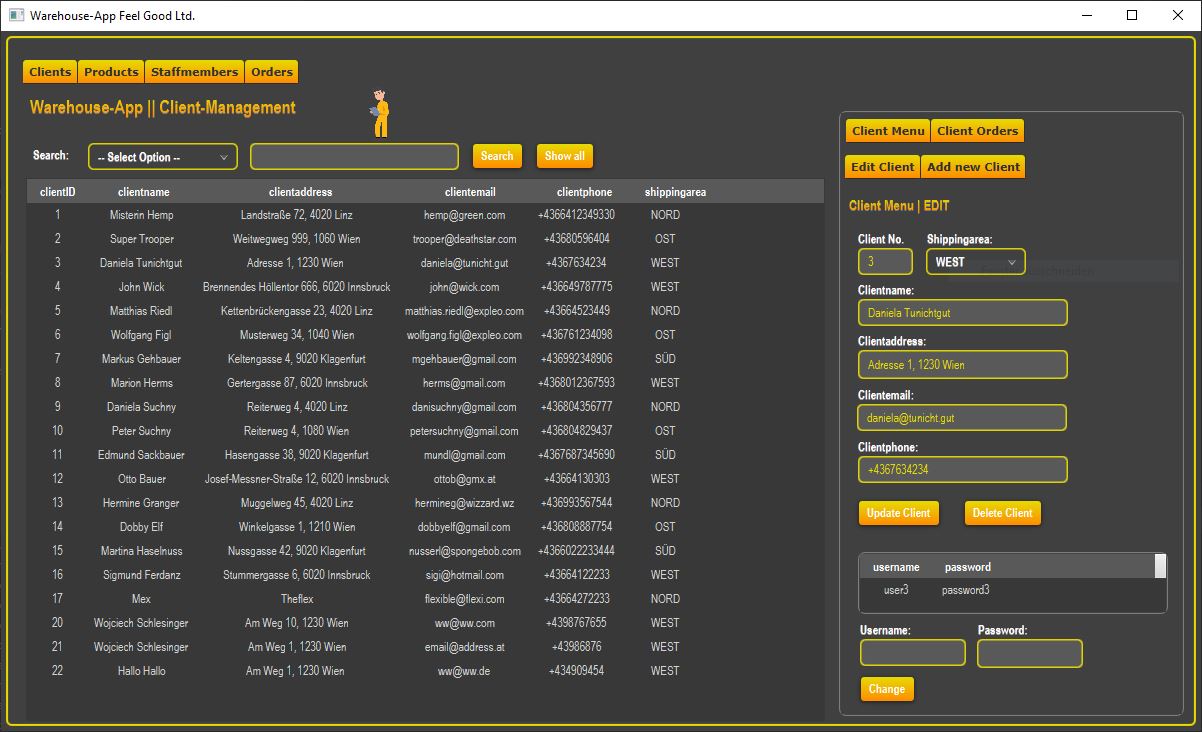 Warehouse-App Feel Good Ltd.
Clients Products Staffmembers Orders
Warehouse-App || Client-Management
Search: -- Select Option -- Search Show all
clientID clientname clientaddress clientemail clientphone shippingarea
1 Misterin Hemp Landstraße 72, 4020 Linz hemp@green.com +4366412349330 NORD
2 Super Trooper Weitwegweg 999, 1060 Wien trooper@deathstar.com +43680596404 OST
3 Daniela Tunichtgut Adresse 1, 1230 Wien daniela@tunicht.gut +4367634234 WEST
4 John Wick Brennendes Höllentor 666, 6020 Innsbruck john@wick.com +436649787775 WEST
5 Matthias Riedl Kettenbrückengasse 23, 4020 Linz matthias.riedl@expleo.com +43664523449 NORD
6 Wolfgang Figl Musterweg 34, 1040 Wien wolfgang.figl@expleo.com +436761234098 OST
7 Markus Gehbauer Keltengasse 4, 9020 Klagenfurt mgehbauer@gmail.com +436992348906 SÜD
8 Marion Herms Gertergasse 87, 6020 Innsbruck herms@gmail.com +4368012367593 WEST
9 Daniela Suchny Reiterweg 4, 4020 Linz danisuchny@gmail.com +436804356777 NORD
10 Peter Suchny Reiterweg 4, 1080 Wien petersuchny@gmail.com +436804829437 OST
11 Edmund Sackbauer Hasengasse 38, 9020 Klagenfurt mundl@gmail.com +4367687345690 SÜD
12 Otto Bauer Josef-Messner-Straße 12, 6020 Innsbruck ottob@gmx.at +43664130303 WEST
13 Hermine Granger Muggelweg 45, 4020 Linz hermineg@wizzard.wz +436993567544 NORD
14 Dobby Elf Winkelgasse 1, 1210 Wien dobbyelf@gmail.com +436808887754 OST
15 Martina Haselnuss Nussgasse 42, 9020 Klagenfurt nusserl@spongebob.com +4366022233444 SÜD
16 Sigmund Ferdanz Stummergasse 6, 6020 Innsbruck sigi@hotmail.com +43664122233 WEST
17 Mex Theflex flexible@flexi.com +43664272233 NORD
20 Wojciech Schlesinger Am Weg 10, 1230 Wien ww@ww.com +4398767655 WEST
21 Wojciech Schlesinger Am Weg 1, 1230 Wien email@address.at +43986876 WEST
22 Hallo Hallo Am Weg 1, 1230 Wien ww@ww.de +434909454 WEST
Client Menu Client Orders
Edit Client Add new Client
Client Menu | EDIT
Client No. Shippingarea:
3 WEST
Clientname:
Daniela Tunichtgut
Clientaddress:
Adresse 1, 1230 Wien
Clientemail:
daniela@tunicht.gut
Clientphone:
+4367634234
Update Client Delete Client
username password
user3 password3
Username: Password:
Change